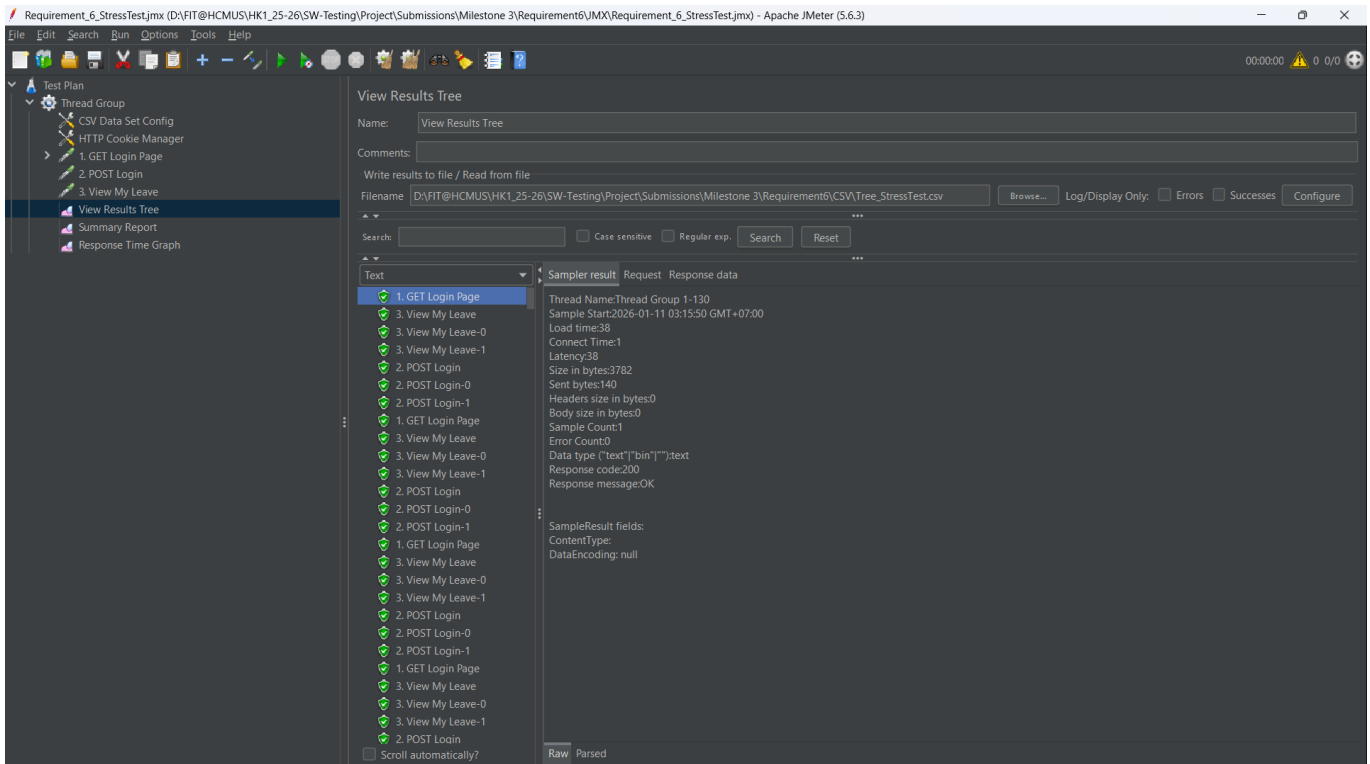 Requirement_6_StressTest.jmx (D:\FIT@HCMUS\HK1_25-26\SW-Testing\Project\Submissions\Milestone 3\Requirement6\JMX\Requirement_6_StressTest.jmx) - Apache JMeter (5.6.3)
File Edit Search Run Options Tools Help
00:00:00 0 0/0
Test Plan
Thread Group
CSV Data Set Config
HTTP Cookie Manager
1. GET Login Page
2. POST Login
3. View My Leave
View Results Tree
Summary Report
Response Time Graph
View Results Tree
Name: View Results Tree
Comments:
Write results to file / Read from file
Filename D:\FIT@HCMUS\HK1_25-26\SW-Testing\Project\Submissions\Milestone 3\Requirement6\CSV\Tree_StressTest.csv Browse... Log/Display Only: Errors Successes Configure
Search: Case sensitive Regular exp. Search Reset
Text
1. GET Login Page
3. View My Leave
3. View My Leave-0
3. View My Leave-1
2. POST Login
2. POST Login-0
2. POST Login-1
1. GET Login Page
3. View My Leave
3. View My Leave-0
3. View My Leave-1
2. POST Login
2. POST Login-0
2. POST Login-1
1. GET Login Page
3. View My Leave
3. View My Leave-0
3. View My Leave-1
2. POST Login
2. POST Login-0
2. POST Login-1
1. GET Login Page
3. View My Leave
3. View My Leave-0
3. View My Leave-1
2. POST Login
Scroll automatically?
Sampler result Request Response data
Thread Name:Thread Group 1-130
Sample Start:2026-01-11 03:15:50 GMT+07:00
Load time:38
Connect Time:1
Latency:38
Size in bytes:3782
Sent bytes:140
Headers size in bytes:0
Body size in bytes:0
Sample Count:1
Error Count:0
Data type ("text"|"bin"|""):text
Response code:200
Response message:OK
SampleResult fields:
ContentType:
DataEncoding: null
Raw Parsed